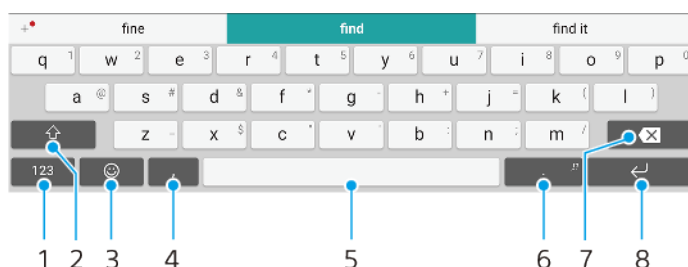 + fine find find it
q 1 w 2 e 3 r 4 t 5 y 6 u 7 i 8 o 9 p 0
a @ s # d & f * g - h + j = k ( l )
z _ x $ c " v ' b : n ; m /
123 , . !?
1 2 3 4 5 6 7 8